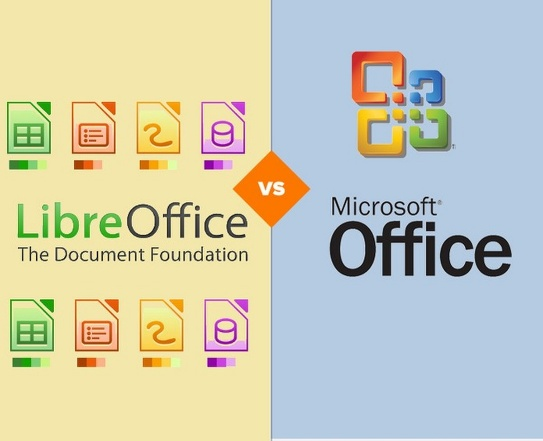 LibreOffice
The Document Foundation
VS
Microsoft®
Office